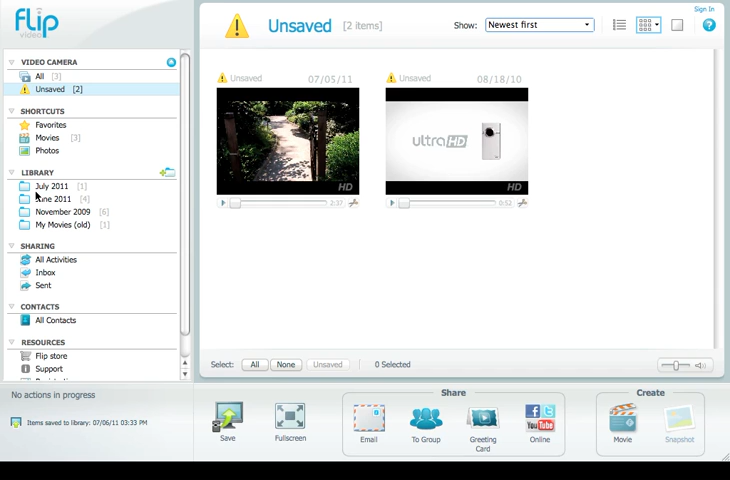 flip
video
VIDEO CAMERA
All [3]
Unsaved [2]
SHORTCUTS
Favorites
Movies [3]
Photos
LIBRARY
July 2011 [1]
June 2011 [4]
November 2009 [6]
My Movies (old) [1]
SHARING
All Activities
Inbox
Sent
CONTACTS
All Contacts
RESOURCES
Flip store
Support
No actions in progress
Items saved to library: 07/06/11 03:33 PM
Sign In
Unsaved [2 items]
Show: Newest first
Unsaved 07/05/11
HD
2:37
Unsaved 08/18/10
ultra HD
HD
0:52
Select: All None Unsaved 0 Selected
Save
Fullscreen
Share
Email
To Group
Greeting Card
Online
You Tube
Create
Movie
Snapshot